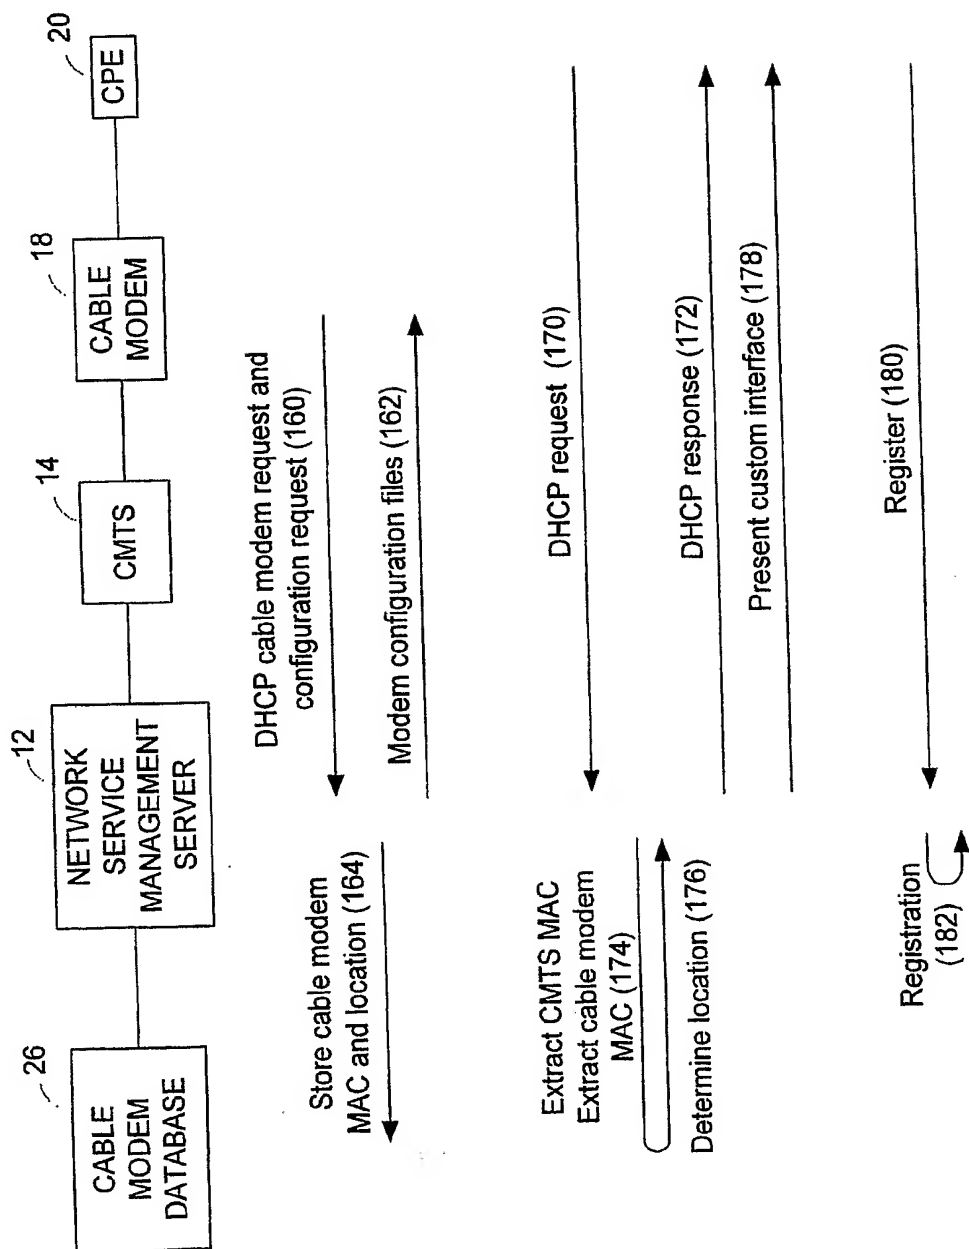 26
CABLE
MODEM
DATABASE
12
NETWORK
SERVICE
MANAGEMENT
SERVER
14
CMTS
18
CABLE
MODEM
20
CPE
DHCP cable modem request and
configuration request (160)
Modem configuration files (162)
Store cable modem
MAC and location (164)
DHCP request (170)
Extract CMTS MAC
Extract cable modem
MAC (174)
Determine location (176)
DHCP response (172)
Present custom interface (178)
Register (180)
Registration
(182)